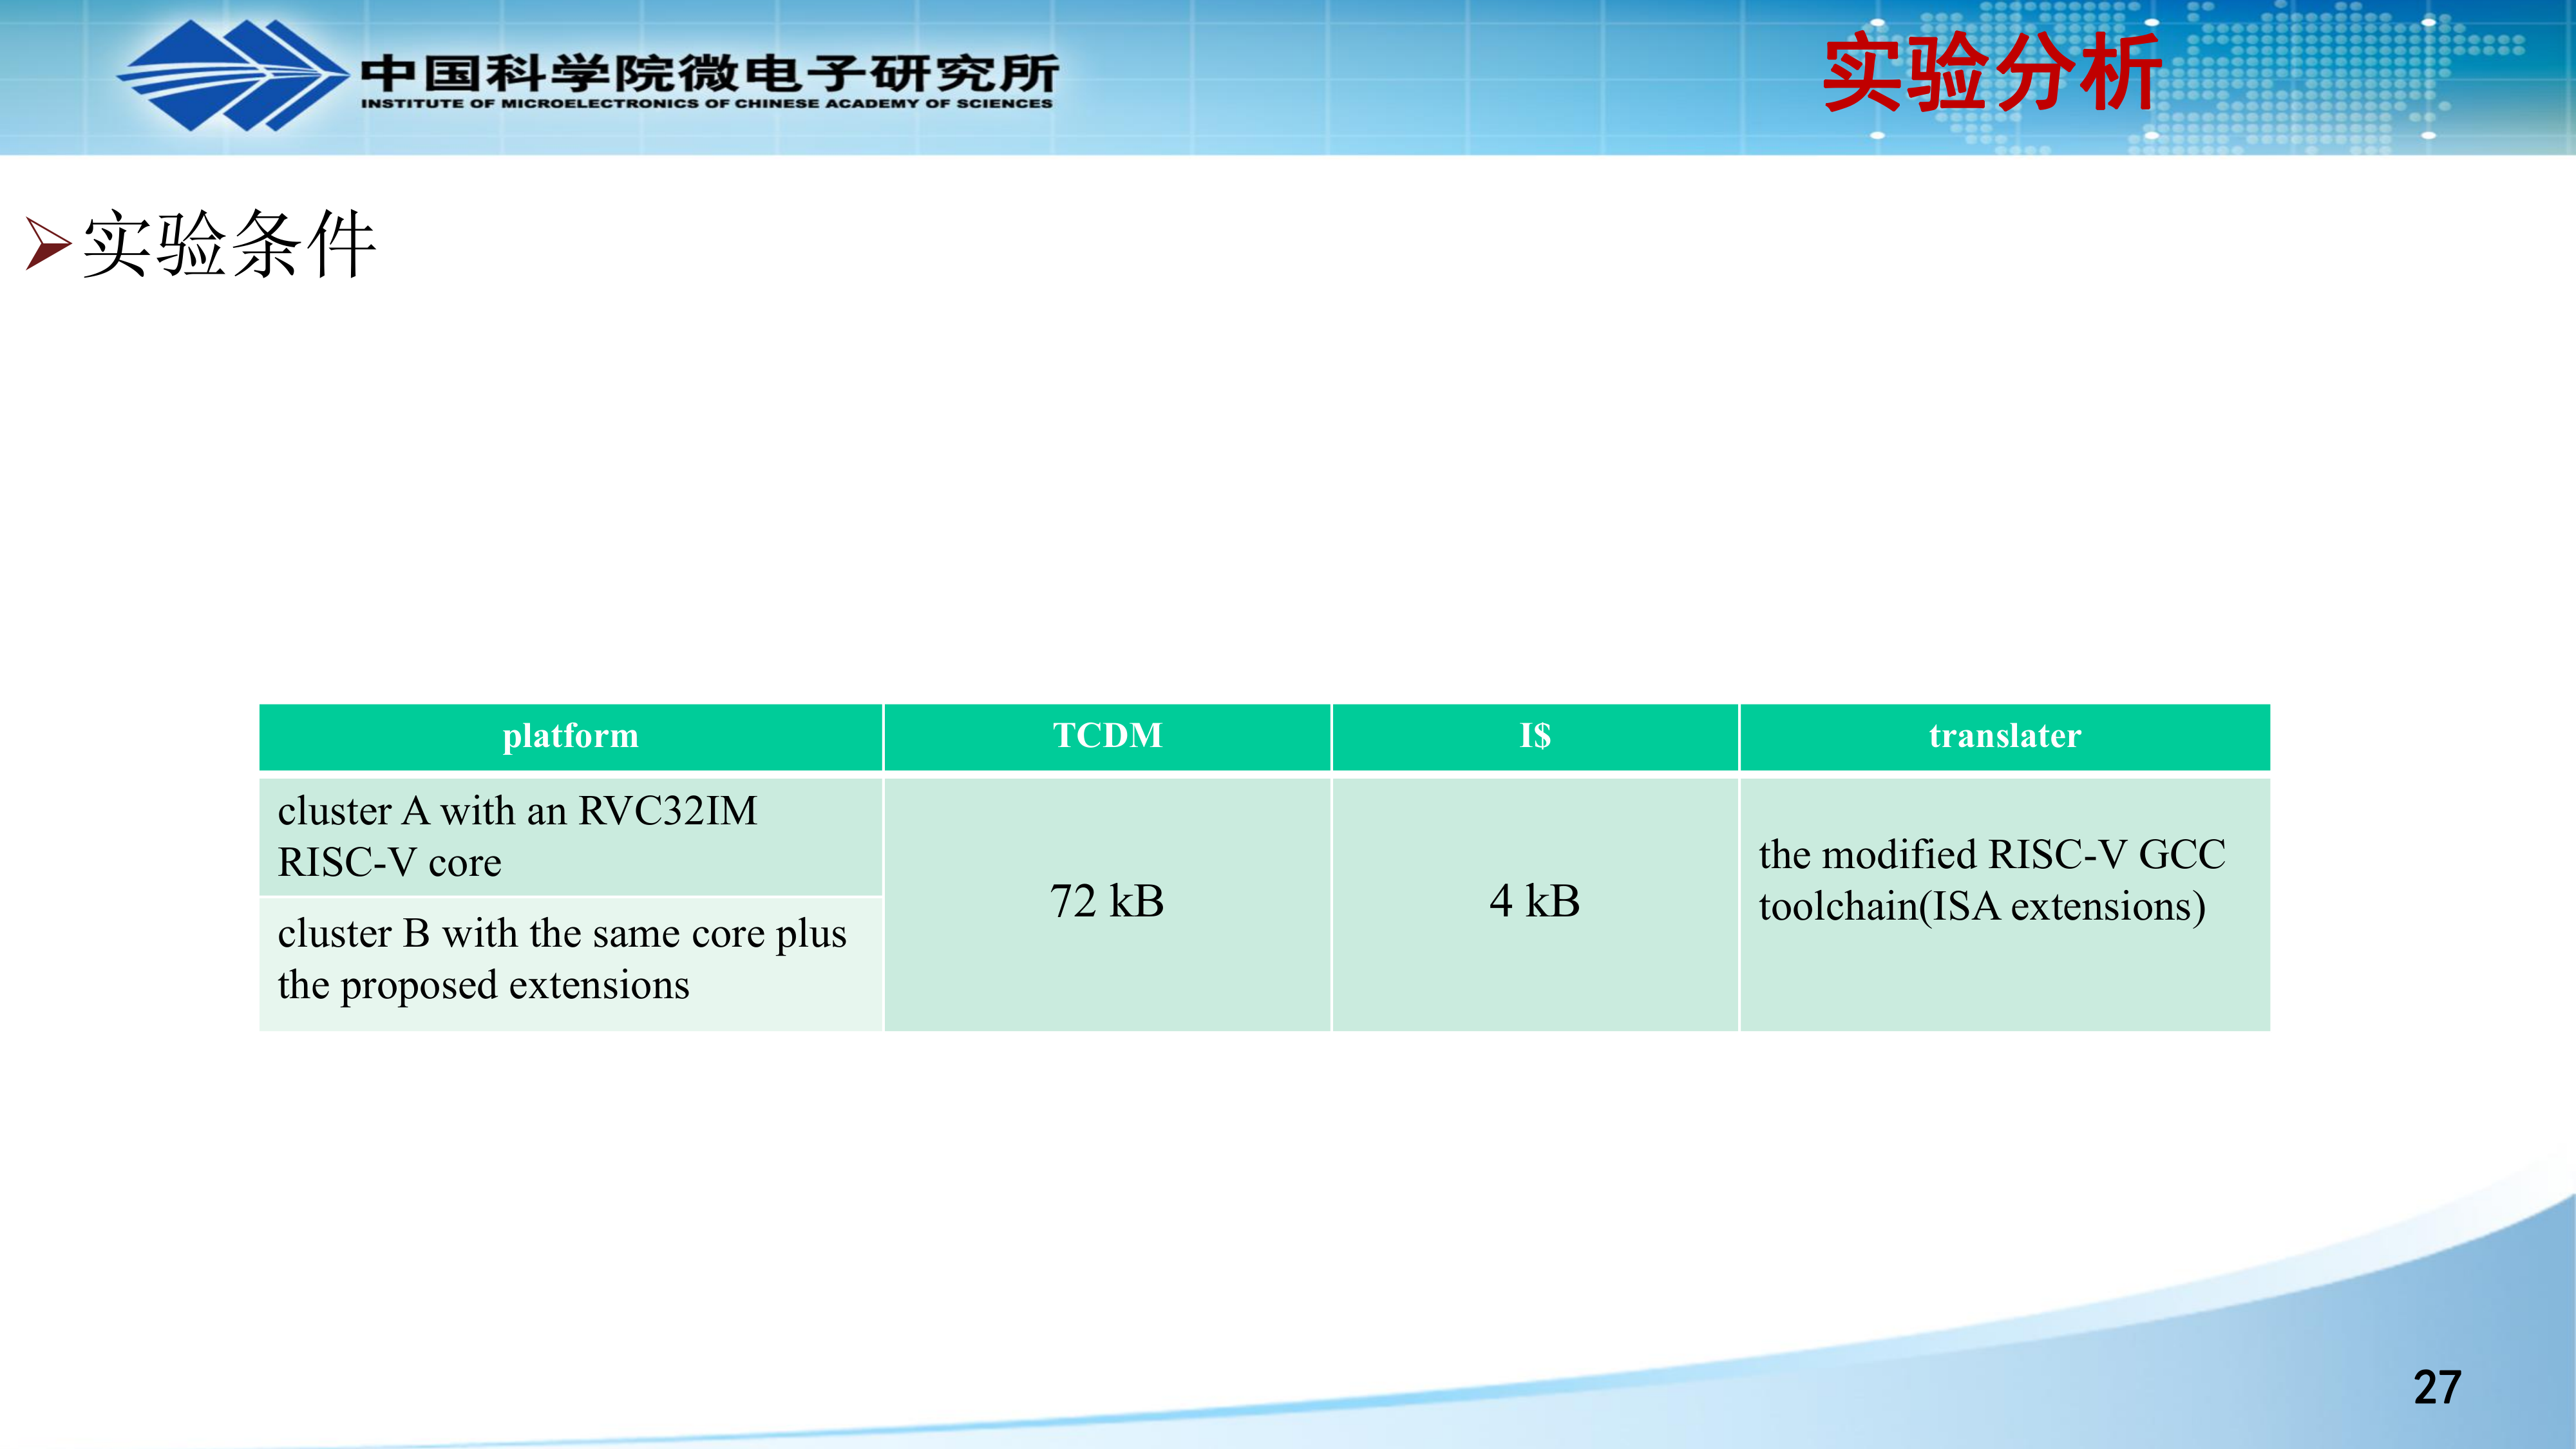 中国科学院微电子研究所
INSTITUTE OF MICROELECTRONICS OF CHINESE ACADEMY OF SCIENCES
实验分析
实验条件
platform
TCDM
I$
translater
cluster A with an RVC32IM
RISC-V core
72 kB
4 kB
the modified RISC-V GCC
toolchain(ISA extensions)
cluster B with the same core plus
the proposed extensions
27